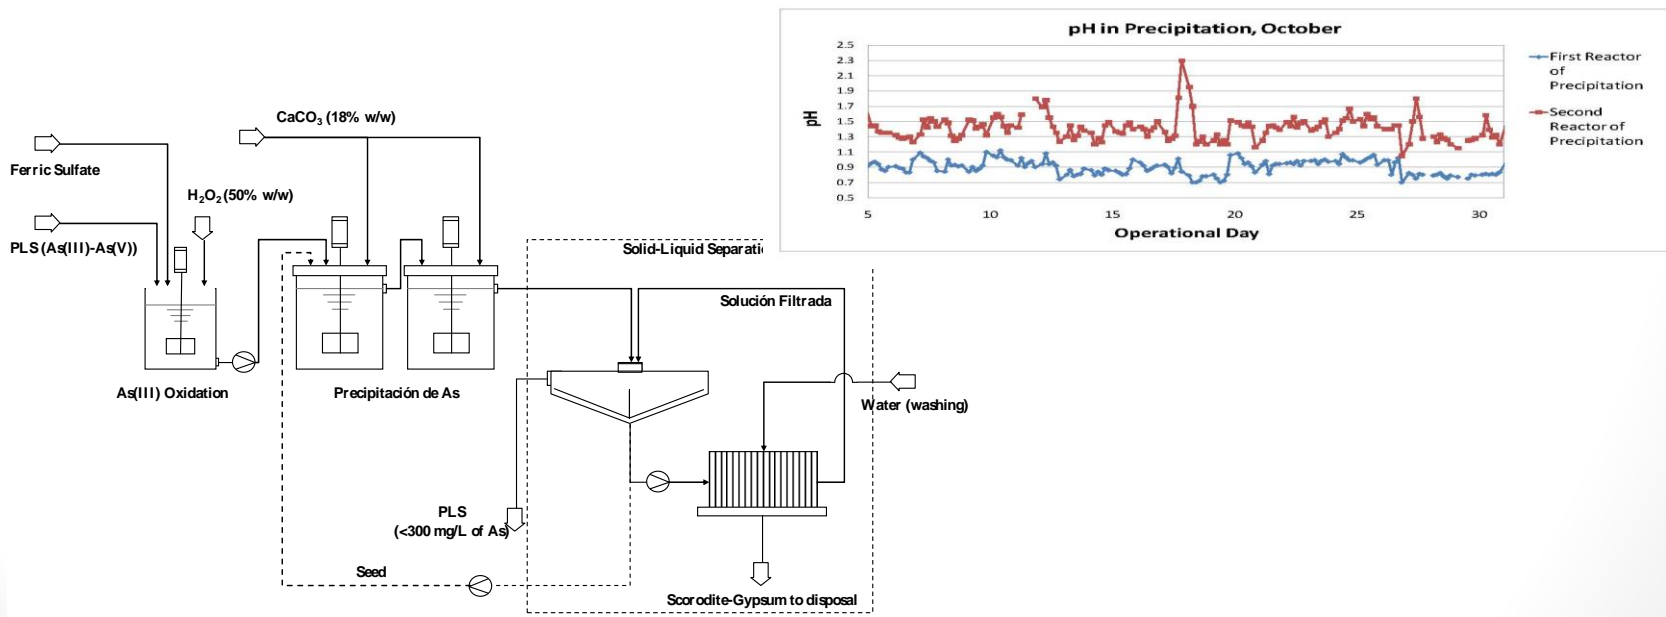 CaCO3 (18% w/w)
Ferric Sulfate
H2O2 (50% w/w)
PLS (As(III)-As(V))
As(III) Oxidation
Precipitación de As
Solid-Liquid Separati
Solución Filtrada
Water (washing)
PLS
(<300 mg/L of As)
Seed
Scorodite-Gypsum to disposal
pH in Precipitation, October
pH
2.5
2.3
2.1
1.9
1.7
1.5
1.3
1.1
0.9
0.7
0.5
5
10
15
20
25
30
Operational Day
First Reactor
of
Precipitation
Second
Reactor of
Precipitation